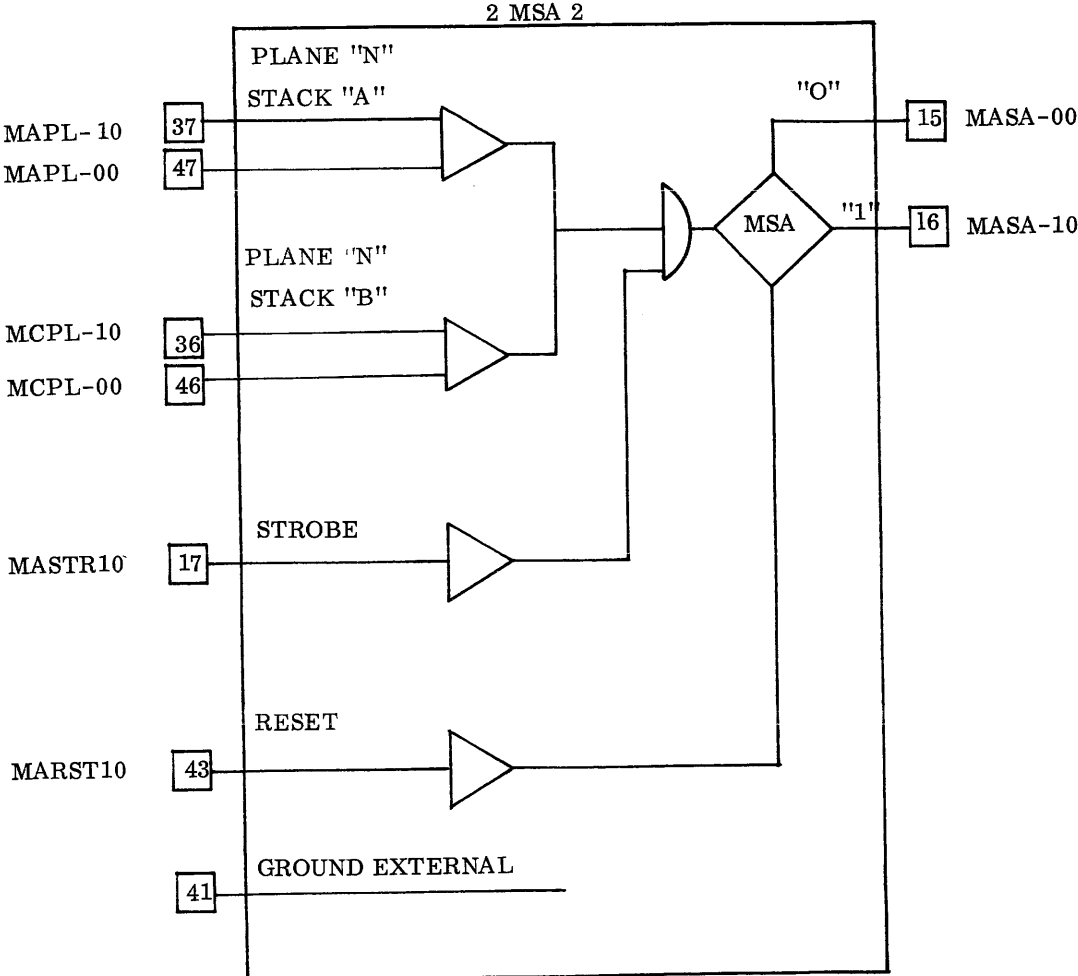 2 MSA 2
PLANE "N"
STACK "A"
"O"
MAPL-10
37
15
MASA-00
MAPL-00
47
MSA
"1"
16
MASA-10
PLANE "N"
STACK "B"
MCPL-10
36
MCPL-00
46
STROBE
MASTR10
17
RESET
MARST10
43
GROUND EXTERNAL
41